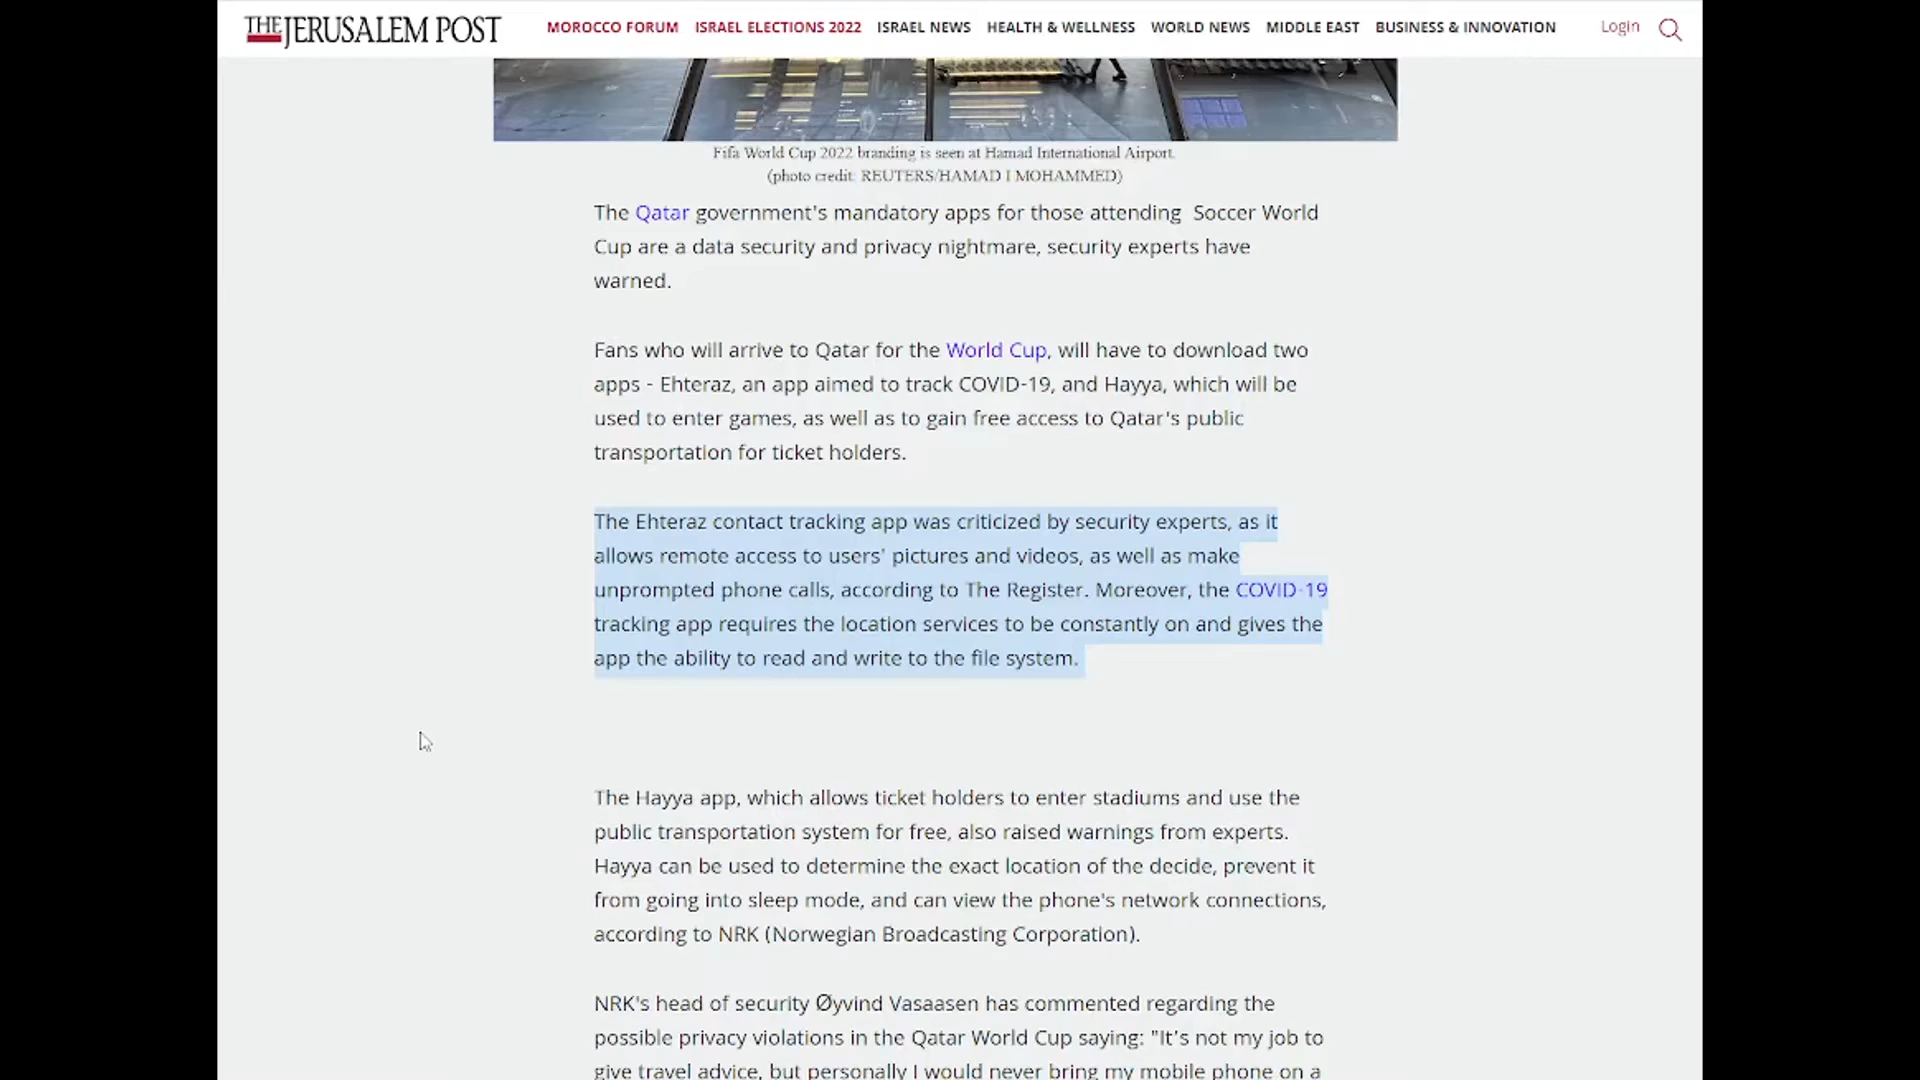 THE JERUSALEM POST
MOROCCO FORUM ISRAEL ELECTIONS 2022 ISRAEL NEWS HEALTH & WELLNESS WORLD NEWS MIDDLE EAST BUSINESS & INNOVATION Login
Fifa World Cup 2022 branding is seen at Hamad International Airport.
(photo credit: REUTERS/HAMAD I MOHAMMED)
The Qatar government's mandatory apps for those attending Soccer World
Cup are a data security and privacy nightmare, security experts have
warned.
Fans who will arrive to Qatar for the World Cup, will have to download two
apps - Ehteraz, an app aimed to track COVID-19, and Hayya, which will be
used to enter games, as well as to gain free access to Qatar's public
transportation for ticket holders.
The Ehteraz contact tracking app was criticized by security experts, as it
allows remote access to users' pictures and videos, as well as make
unprompted phone calls, according to The Register. Moreover, the COVID-19
tracking app requires the location services to be constantly on and gives the
app the ability to read and write to the file system.
The Hayya app, which allows ticket holders to enter stadiums and use the
public transportation system for free, also raised warnings from experts.
Hayya can be used to determine the exact location of the decide, prevent it
from going into sleep mode, and can view the phone's network connections,
according to NRK (Norwegian Broadcasting Corporation).
NRK's head of security Øyvind Vasaasen has commented regarding the
possible privacy violations in the Qatar World Cup saying: "It's not my job to
give travel advice, but personally I would never bring my mobile phone on a